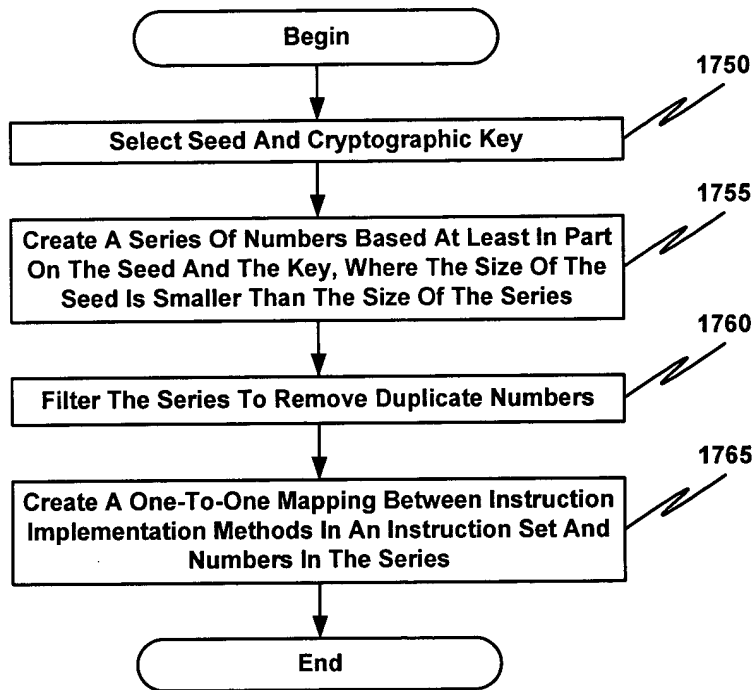 Begin
1750
Select Seed And Cryptographic Key
1755
Create A Series Of Numbers Based At Least In Part
On The Seed And The Key, Where The Size Of The
Seed Is Smaller Than The Size Of The Series
1760
Filter The Series To Remove Duplicate Numbers
1765
Create A One-To-One Mapping Between Instruction
Implementation Methods In An Instruction Set And
Numbers In The Series
End